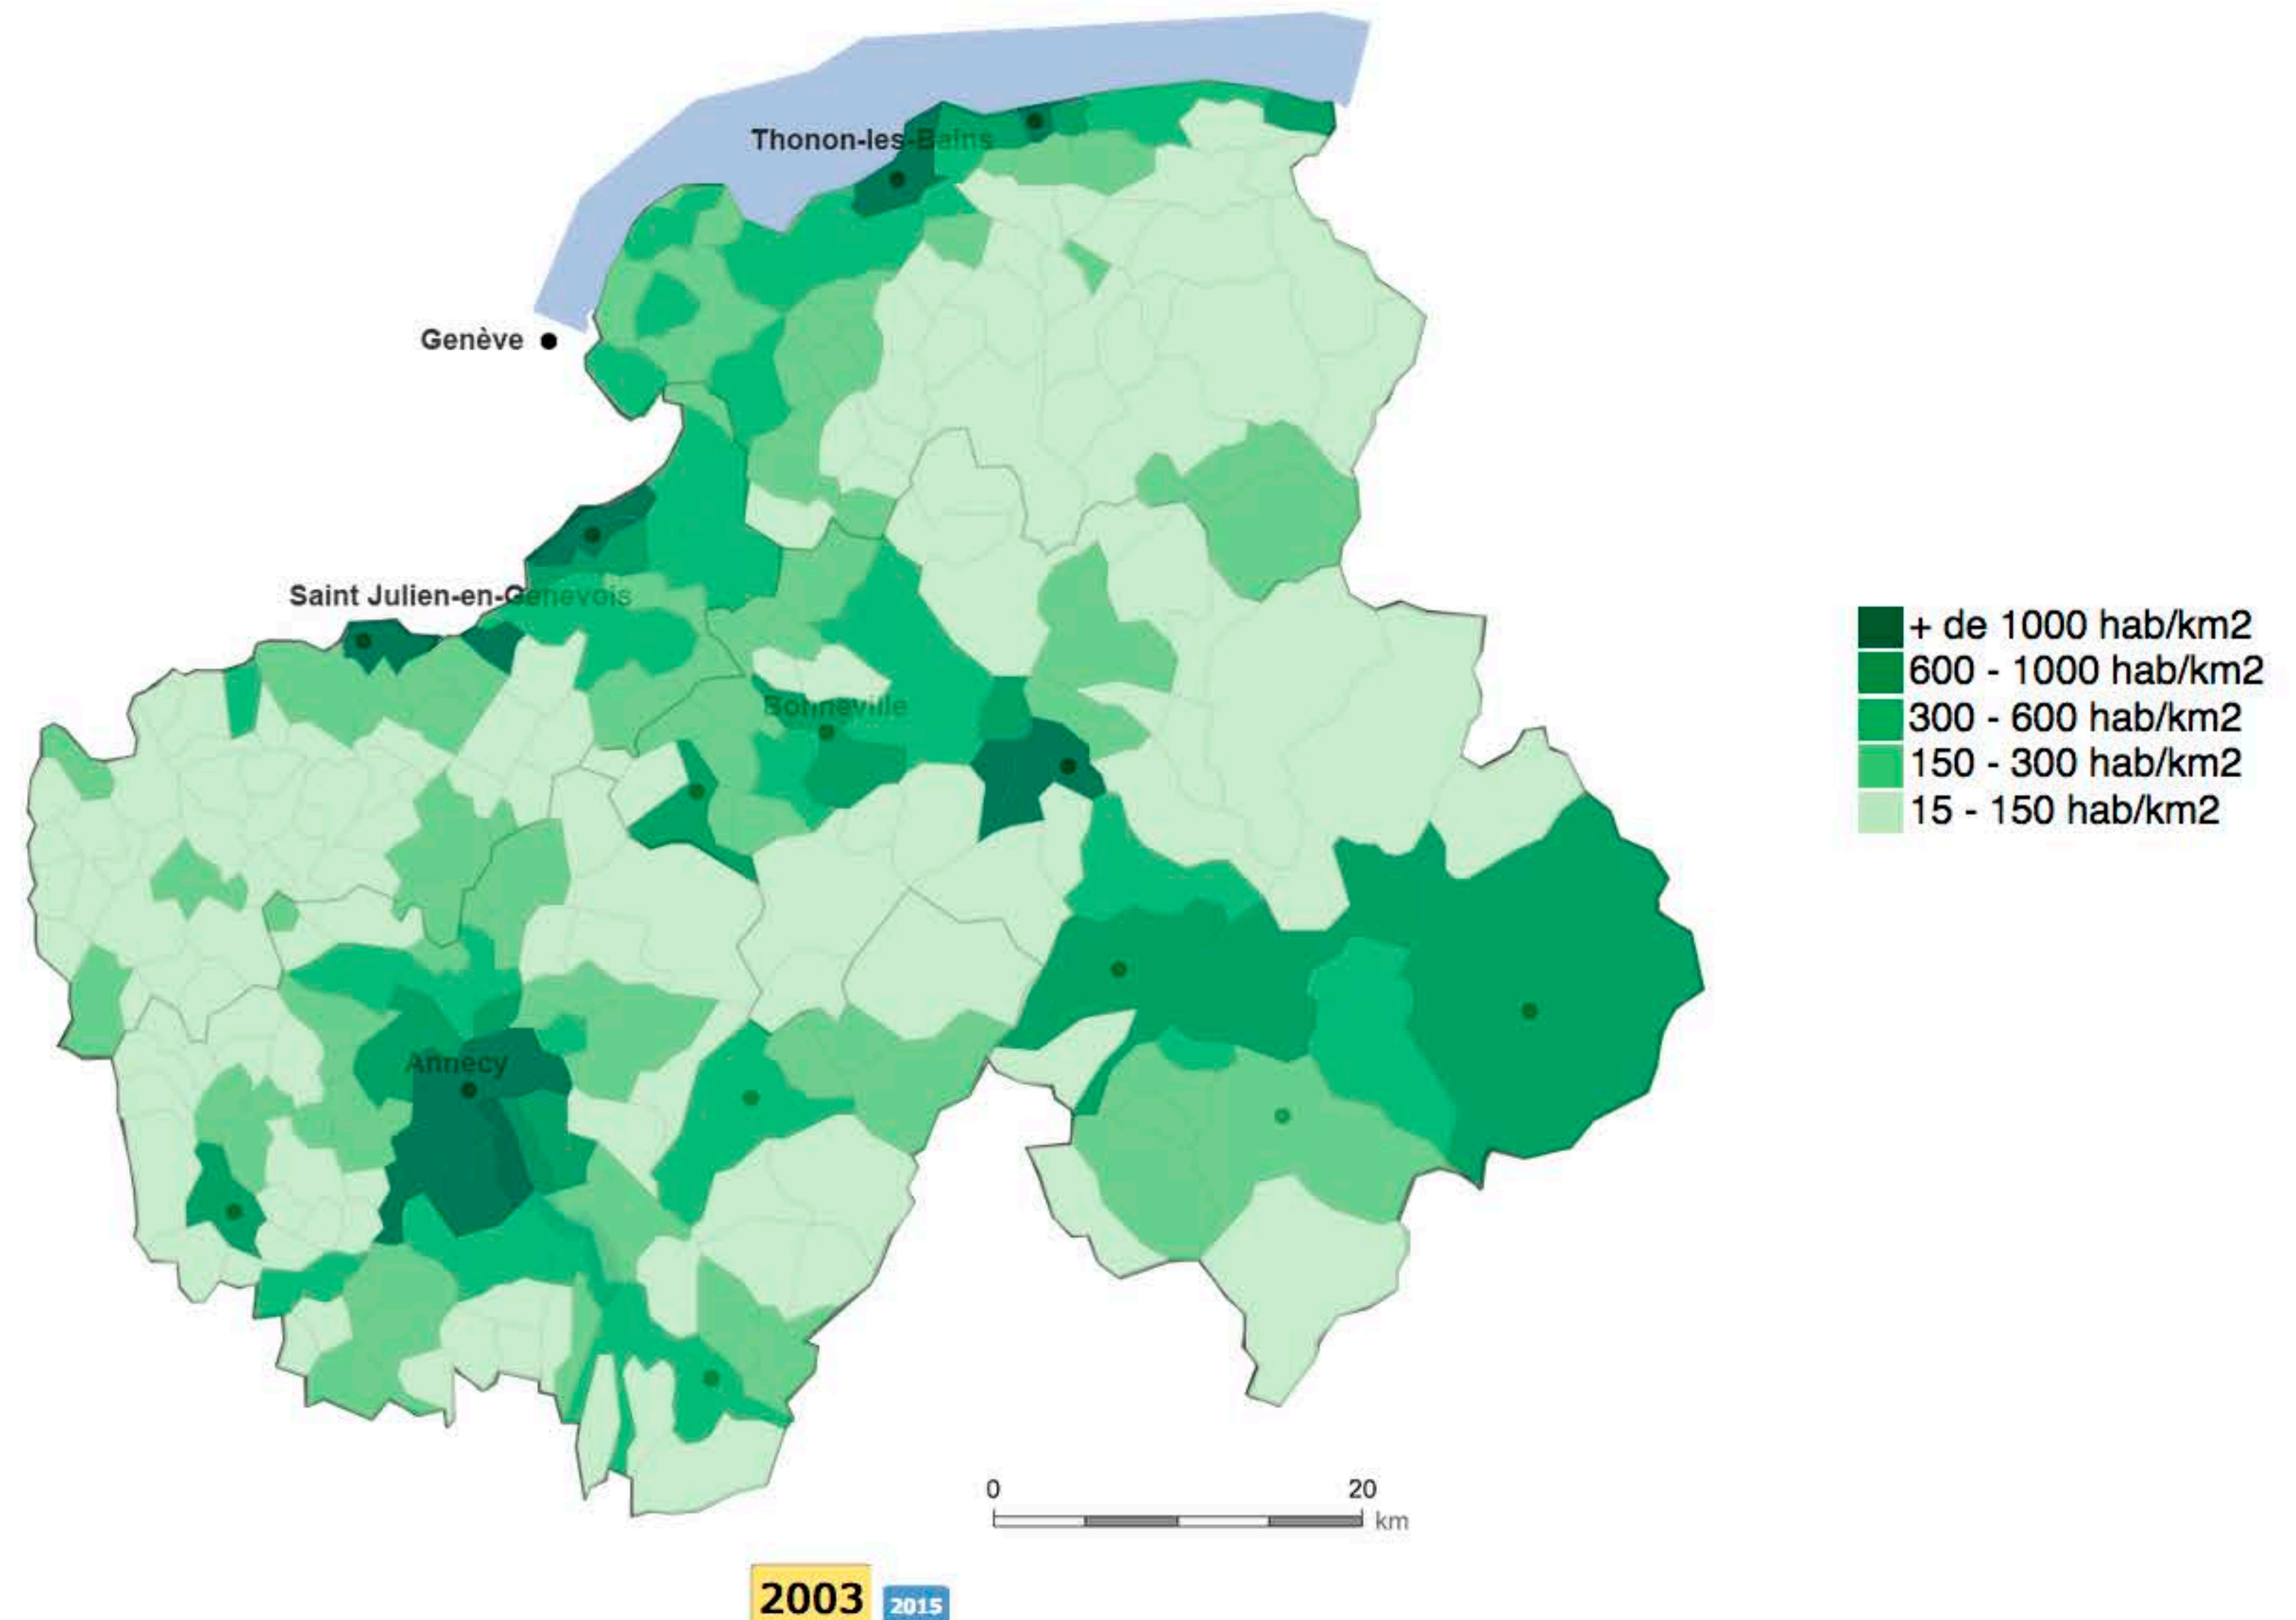 Thonon-les-Bains
Genève
Saint Julien-en-Genevois
Bonneville
Annecy
+ de 1000 hab/km2
600 - 1000 hab/km2
300 - 600 hab/km2
150 - 300 hab/km2
15 - 150 hab/km2
0 20
km
2003 2015